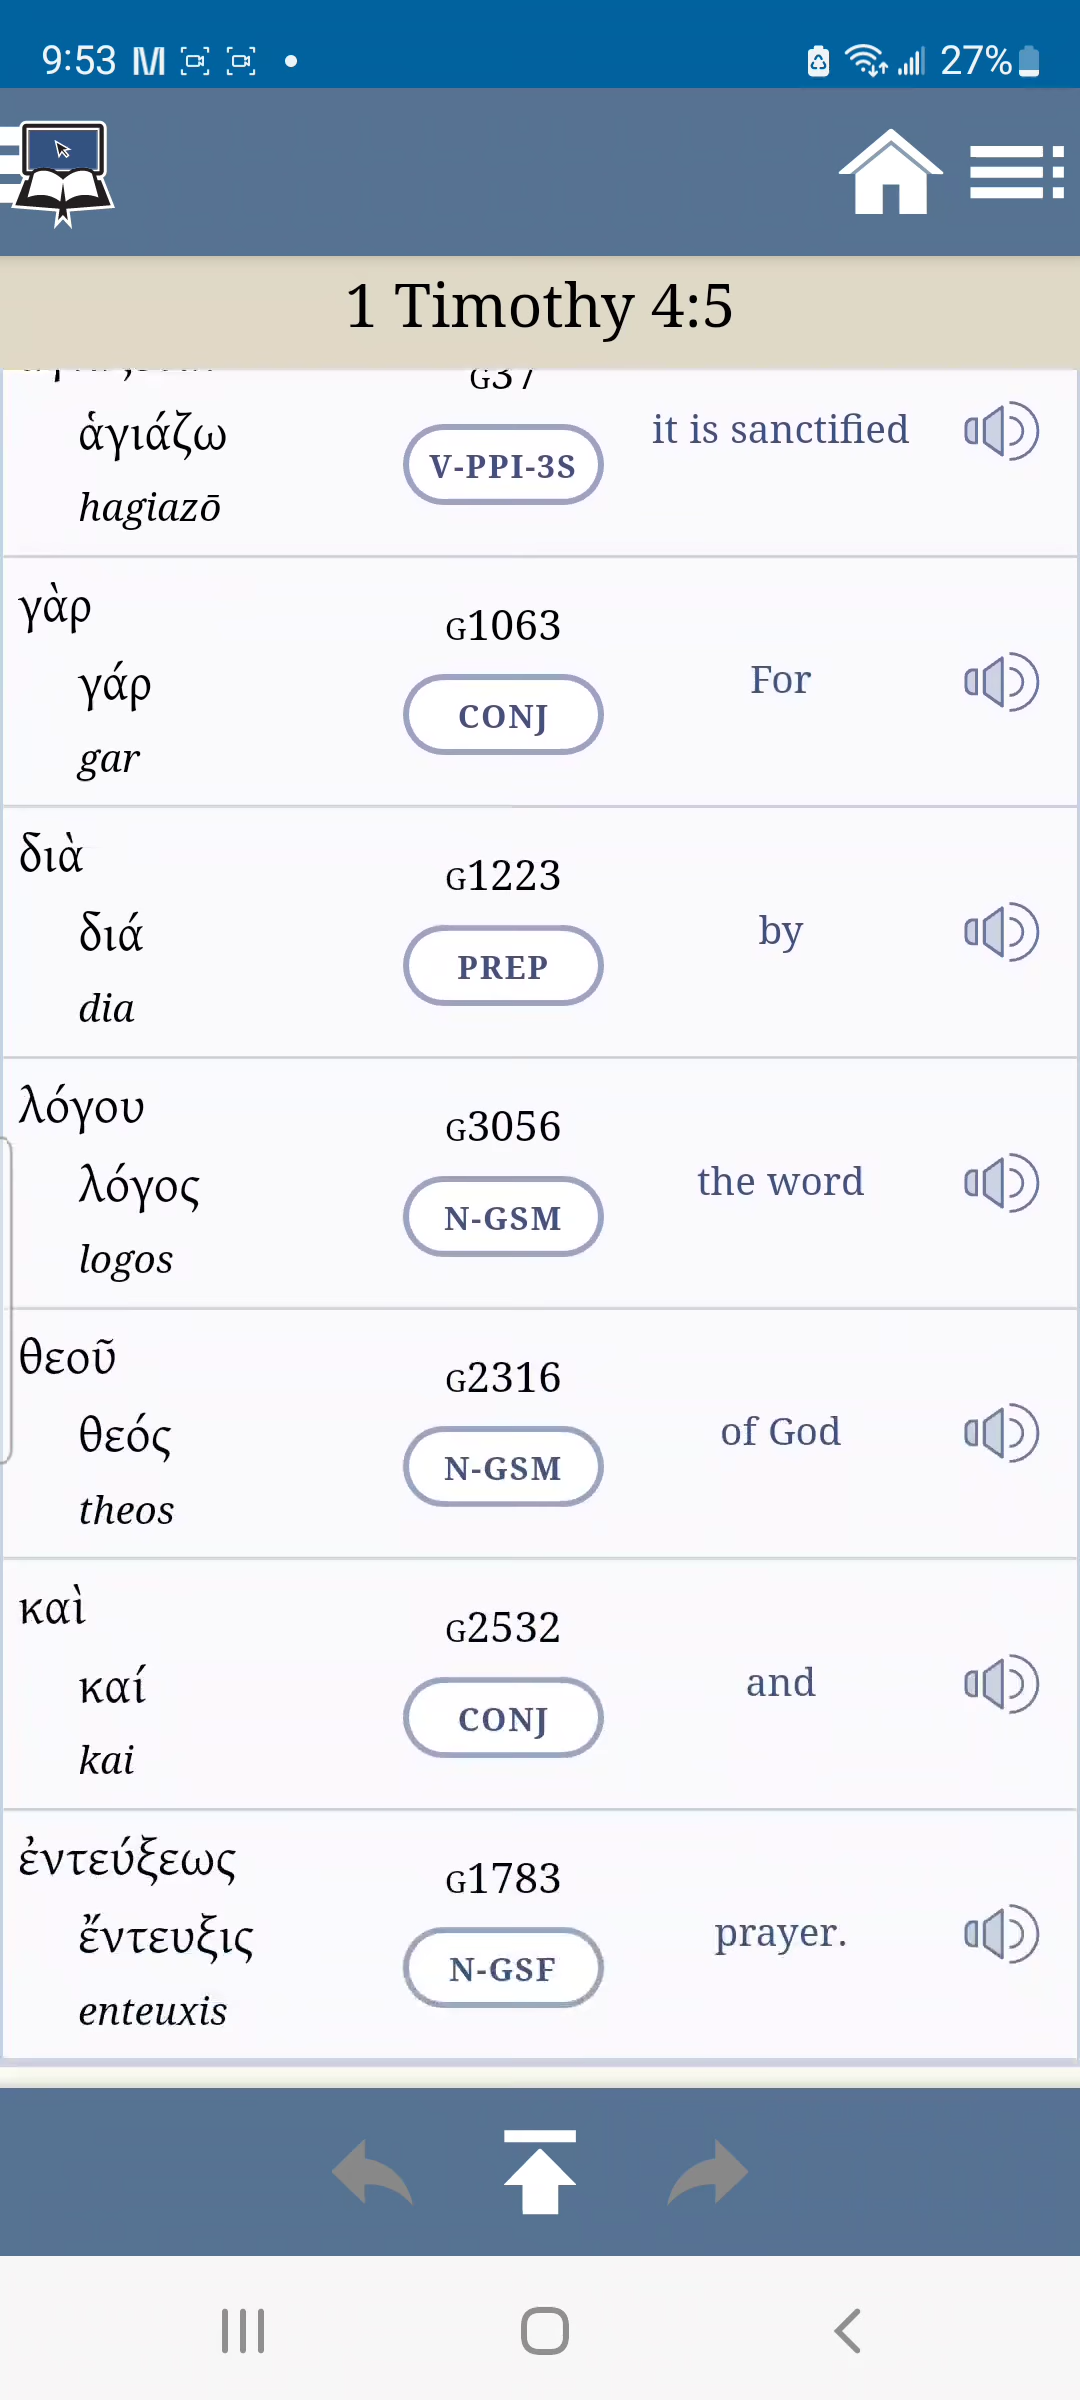 9:53 M 27%
1 Timothy 4:5
G37
ἁγιάζω
it is sanctified
V-PPI-3S
hagiazō
γὰρ
G1063
γάρ
For
CONJ
gar
διὰ
G1223
διά
by
PREP
dia
λόγου
G3056
λόγος
the word
N-GSM
logos
θεοῦ
G2316
θεός
of God
N-GSM
theos
καὶ
G2532
καί
and
CONJ
kai
ἐντεύξεως
G1783
ἔντευξις
prayer.
N-GSF
enteuxis